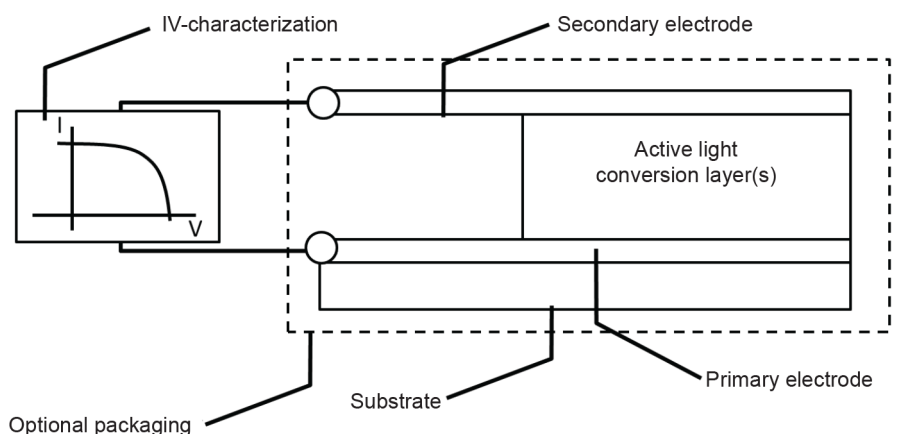 IV-characterization
Secondary electrode
I
V
Active light
conversion layer(s)
Primary electrode
Substrate
Optional packaging